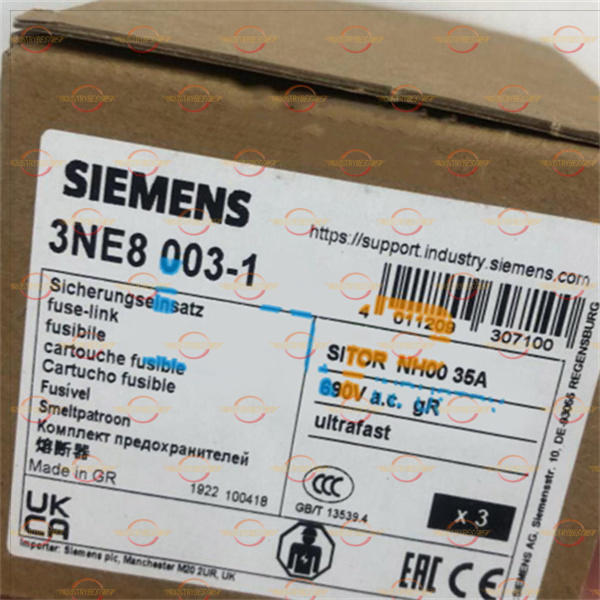 SIEMENS
3NE8 003-1
https://support.industry.siemens.com
Sicherungseinsatz
fuse-link
fusibile
cartouche fusible
Cartucho fusible
Fusível
Smeltpatroon
Комплект предохранителей
熔断器
Made in GR
1922 100418
4 011209 307100
SITOR NH00 35A
690V a.c. gR
ultrafast
CCC
GB/T 13539.4
x 3
UK
CA
EAC CE
Importer: Siemens plc, Manchester M20 2UR, UK
SIEMENS AG, Siemensstr. 10, DE-93055 REGENSBURG